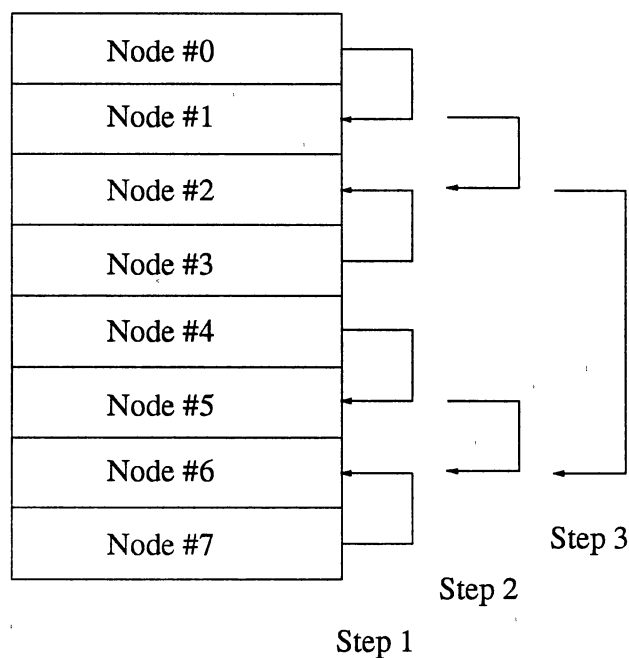 Node #0
Node #1
Node #2
Node #3
Node #4
Node #5
Node #6
Node #7
Step 3
Step 2
Step 1